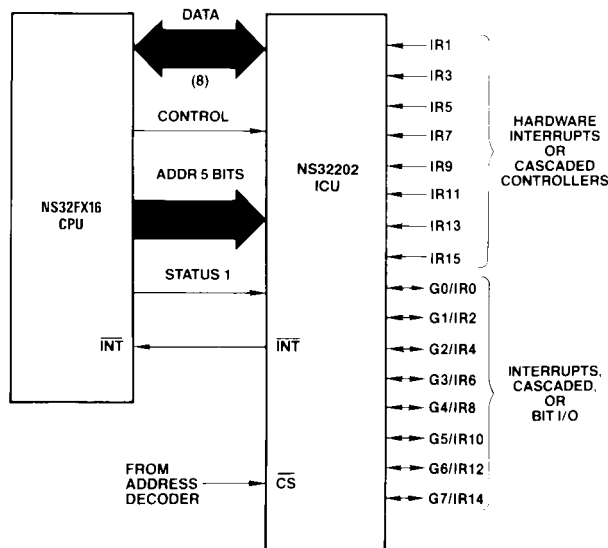 DATA
(8)
CONTROL
ADDR 5 BITS
STATUS 1
NS32FX16
CPU
INT
NS32202
ICU
INT
FROM
ADDRESS
DECODER
CS
IR1
IR3
IR5
IR7
IR9
IR11
IR13
IR15
G0/IR0
G1/IR2
G2/IR4
G3/IR6
G4/IR8
G5/IR10
G6/IR12
G7/IR14
HARDWARE
INTERRUPTS
OR
CASCADED
CONTROLLERS
INTERRUPTS,
CASCADED,
OR
BIT I/O